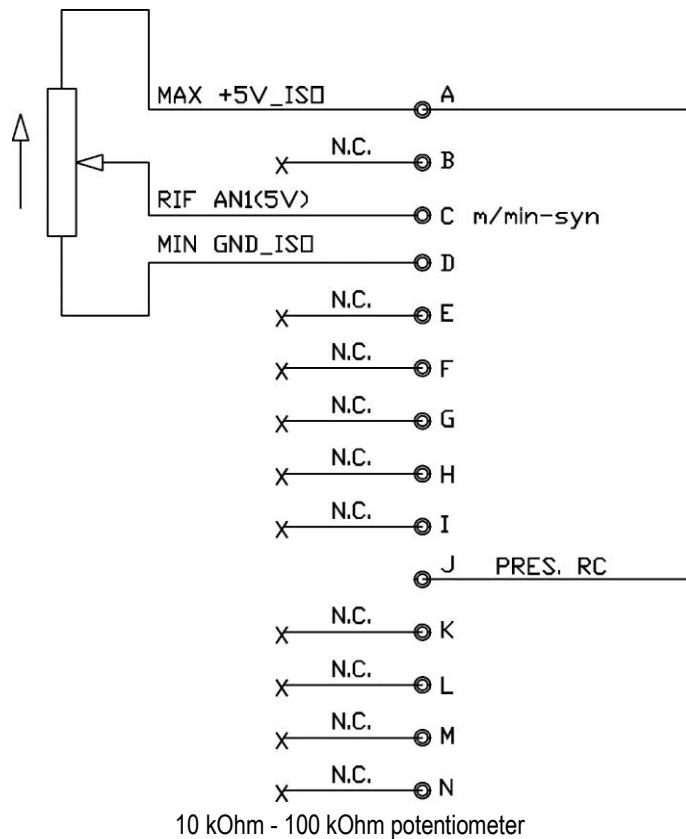 MAX +5V_ISO A
N.C. B
RIF AN1(5V) C m/min-syn
MIN GND_ISO D
N.C. E
N.C. F
N.C. G
N.C. H
N.C. I
J PRES. RC
N.C. K
N.C. L
N.C. M
N.C. N
10 kOhm - 100 kOhm potentiometer